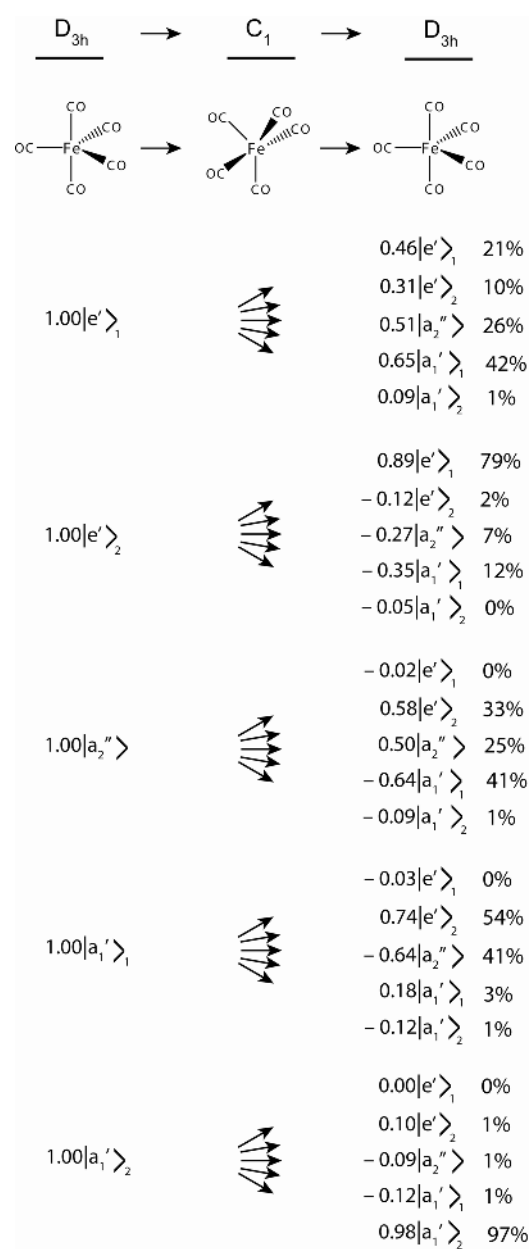 D₃ₕ → C₁ → D₃ₕ
CO CO OC Fe CO CO
OC CO CO Fe OC CO
CO CO OC Fe CO CO
1.00|e′⟩₁
0.46|e′⟩₁ 21%
0.31|e′⟩₂ 10%
0.51|a₂″⟩ 26%
0.65|a₁′⟩₁ 42%
0.09|a₁′⟩₂ 1%
1.00|e′⟩₂
0.89|e′⟩₁ 79%
– 0.12|e′⟩₂ 2%
– 0.27|a₂″⟩ 7%
– 0.35|a₁′⟩₁ 12%
– 0.05|a₁′⟩₂ 0%
1.00|a₂″⟩
– 0.02|e′⟩₁ 0%
0.58|e′⟩₂ 33%
0.50|a₂″⟩ 25%
– 0.64|a₁′⟩₁ 41%
– 0.09|a₁′⟩₂ 1%
1.00|a₁′⟩₁
– 0.03|e′⟩₁ 0%
0.74|e′⟩₂ 54%
– 0.64|a₂″⟩ 41%
0.18|a₁′⟩₁ 3%
– 0.12|a₁′⟩₂ 1%
1.00|a₁′⟩₂
0.00|e′⟩₁ 0%
0.10|e′⟩₂ 1%
– 0.09|a₂″⟩ 1%
– 0.12|a₁′⟩₁ 1%
0.98|a₁′⟩₂ 97%